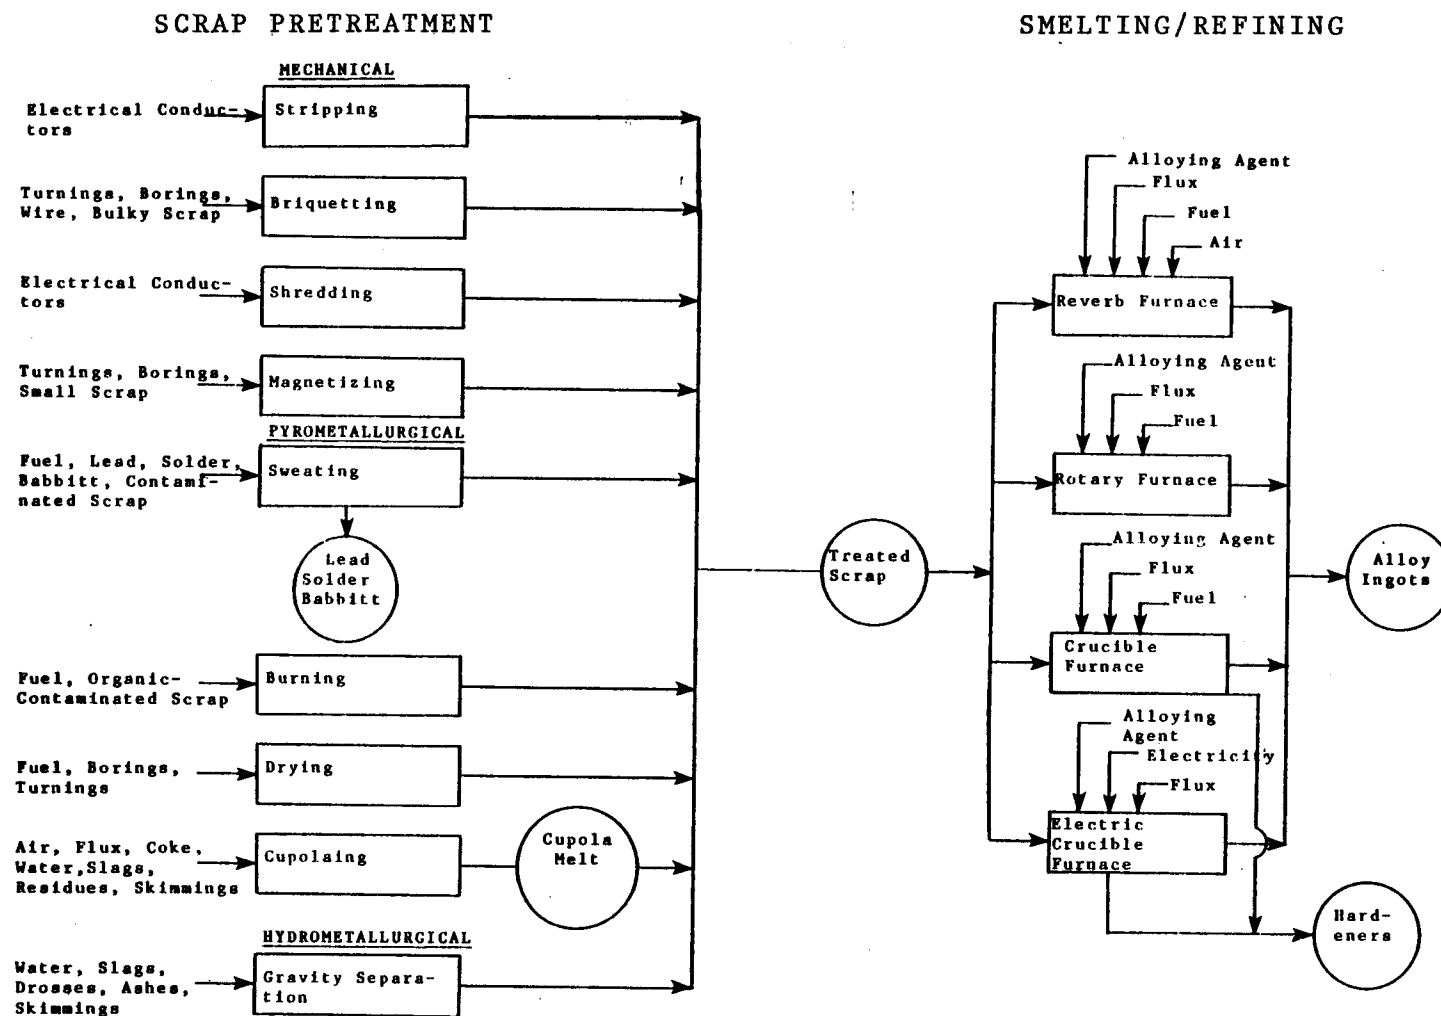 SCRAP PRETREATMENT
SMELTING/REFINING
MECHANICAL
Electrical Conduc-
tors
Stripping
Turnings, Borings,
Wire, Bulky Scrap
Briquetting
Electrical Conduc-
tors
Shredding
Turnings, Borings,
Small Scrap
Magnetizing
PYROMETALLURGICAL
Fuel, Lead, Solder,
Babbitt, Contami-
nated Scrap
Sweating
Lead
Solder
Babbitt
Fuel, Organic-
Contaminated Scrap
Burning
Fuel, Borings,
Turnings
Drying
Air, Flux, Coke,
Water,Slags,
Residues, Skimmings
Cupolaing
Cupola
Melt
HYDROMETALLURGICAL
Water, Slags,
Drosses, Ashes,
Skimmings
Gravity Separa-
tion
Treated
Scrap
Alloying Agent
Flux
Fuel
Air
Reverb Furnace
Alloying Agent
Flux
Fuel
Rotary Furnace
Alloying Agent
Flux
Fuel
Crucible
Furnace
Alloying
Agent
Electricity
Flux
Electric
Crucible
Furnace
Alloy
Ingots
Hard-
eners